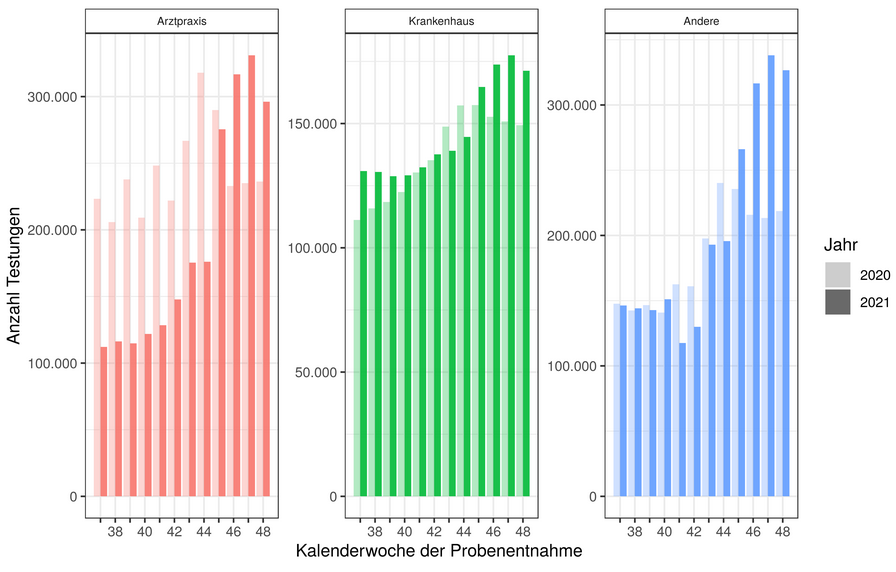 Arztpraxis
Krankenhaus
Andere
300.000
200.000
100.000
0
150.000
100.000
50.000
0
300.000
200.000
100.000
0
38 40 42 44 46 48
38 40 42 44 46 48
38 40 42 44 46 48
Anzahl Testungen
Kalenderwoche der Probenentnahme
Jahr
2020
2021